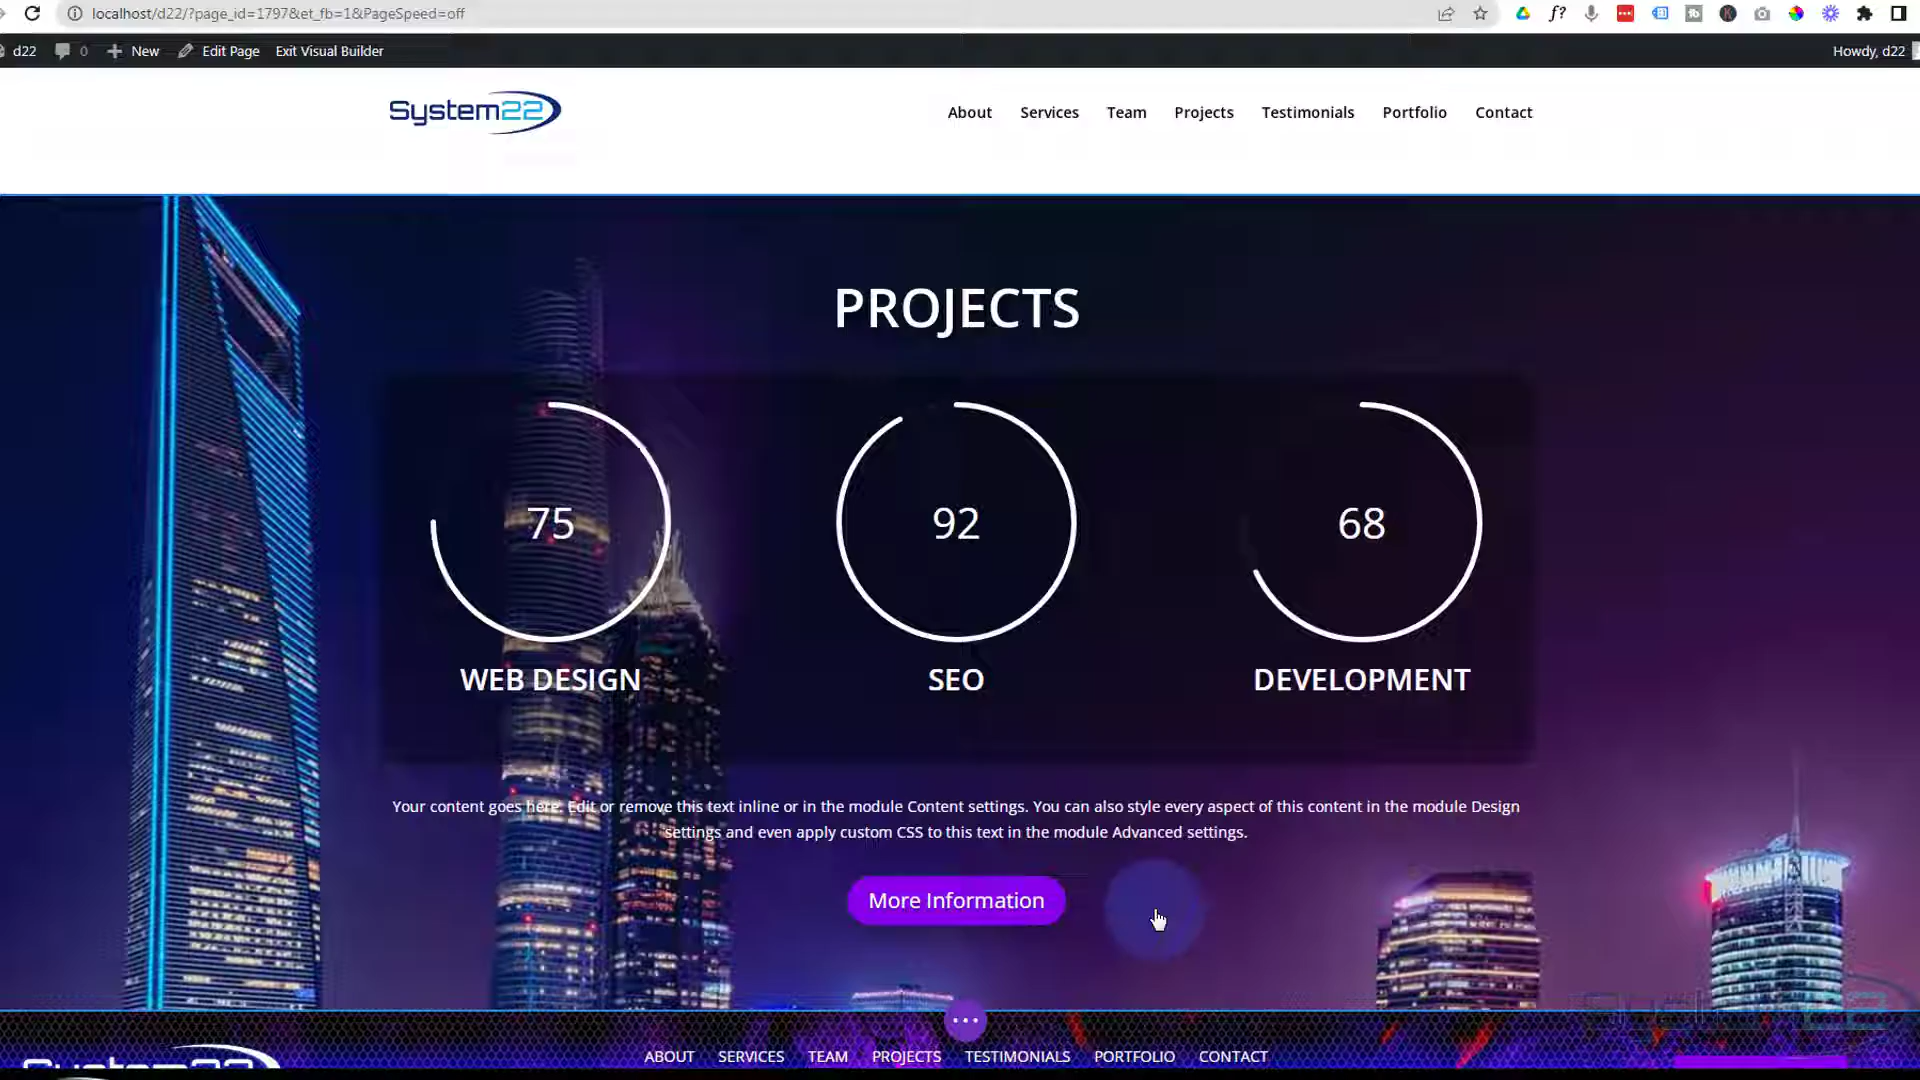 localhost/d22/?page_id=1797&et_fb=1&PageSpeed=off
d22 0 New Edit Page Exit Visual Builder Howdy, d22
System22
About Services Team Projects Testimonials Portfolio Contact
PROJECTS
75 92 68
WEB DESIGN SEO DEVELOPMENT
Your content goes here. Edit or remove this text inline or in the module Content settings. You can also style every aspect of this content in the module Design
settings and even apply custom CSS to this text in the module Advanced settings.
More Information
System22
ABOUT SERVICES TEAM PROJECTS TESTIMONIALS PORTFOLIO CONTACT